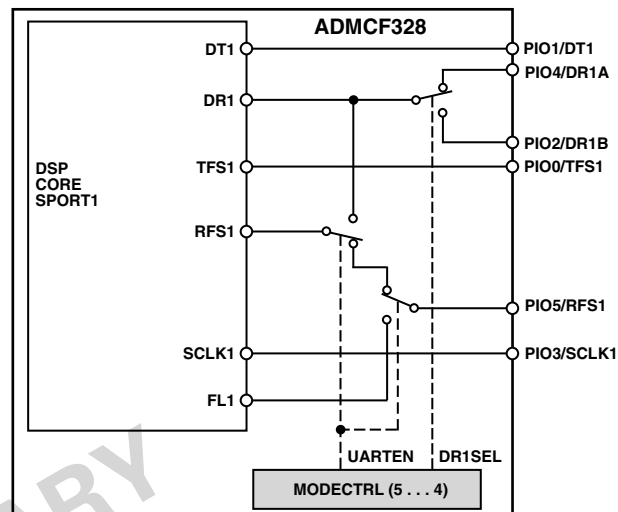 ADMCF328
DT1
PIO1/DT1
PIO4/DR1A
DR1
PIO2/DR1B
TFS1
PIO0/TFS1
DSP
CORE
SPORT1
RFS1
PIO5/RFS1
SCLK1
PIO3/SCLK1
FL1
UARTEN
DR1SEL
MODECTRL (5 . . . 4)
ARY